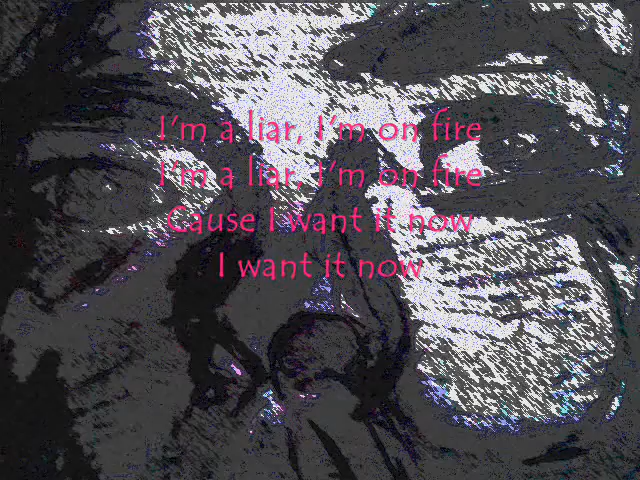 I'm a liar, I'm on fire
I'm a liar, I'm on fire
Cause I want it now
I want it now